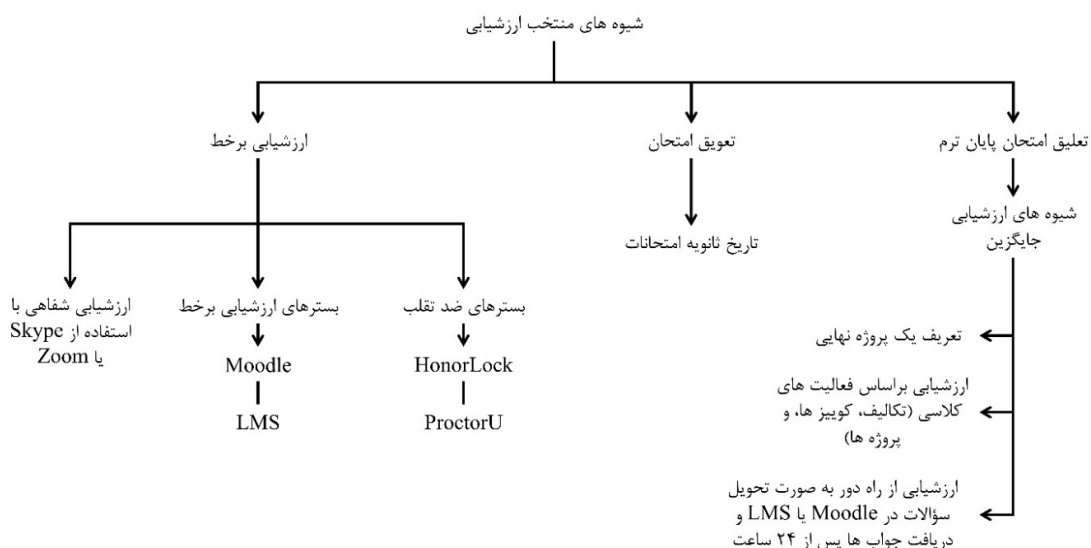 شیوه های منتخب ارزشیابی
تعلیق امتحان پایان ترم
تعویق امتحان
ارزشیابی برخط
شیوه های ارزشیابی
جایگزین
تاریخ ثانویه امتحانات
بسترهای ضد تقلب
HonorLock
ProctorU
بسترهای ارزشیابی برخط
Moodle
LMS
ارزشیابی شفاهی با
استفاده از Skype
یا Zoom
تعریف یک پروژه نهایی
ارزشیابی براساس فعالیت های
کلاسی (تکالیف، کوییز ها، و
پروژه ها)
ارزشیابی از راه دور به صورت تحویل
سؤالات در Moodle یا LMS و
دریافت جواب ها پس از ۲۴ ساعت